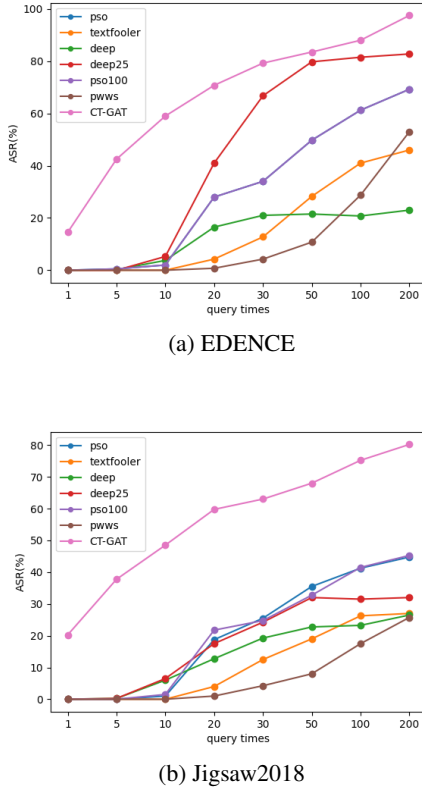 100
80
60
40
20
0
ASR(%)
pso
textfooler
deep
deep25
pso100
pwws
CT-GAT
1 5 10 20 30 50 100 200
query times
(a) EDENCE
80
70
60
50
40
30
20
10
0
ASR(%)
pso
textfooler
deep
deep25
pso100
pwws
CT-GAT
1 5 10 20 30 50 100 200
query times
(b) Jigsaw2018